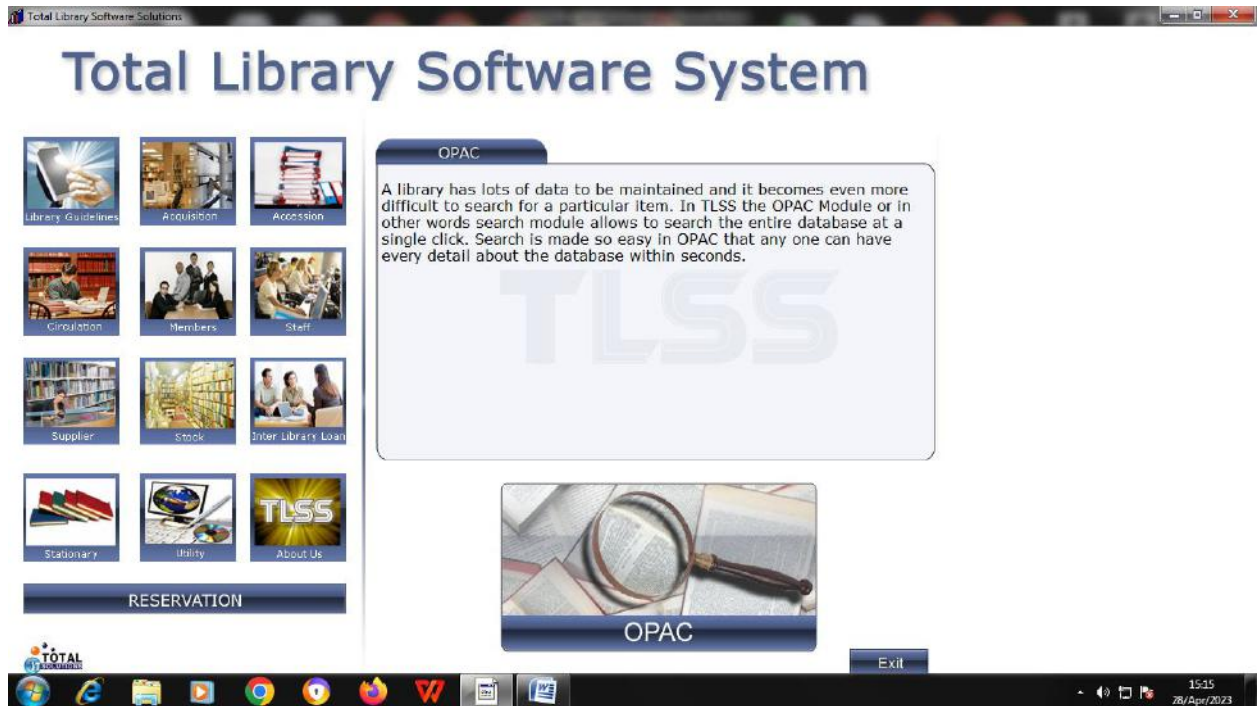 Total Library Software Solutions
Total Library Software System
Library Guidelines
Acquisition
Accession
Circulation
Members
Staff
Supplier
Stock
Inter Library Loan
Stationary
TLSS
Utility
About Us
RESERVATION
TOTAL
OPAC
A library has lots of data to be maintained and it becomes even more
difficult to search for a particular item. In TLSS the OPAC Module or in
other words search module allows to search the entire database at a
single click. Search is made so easy in OPAC that any one can have
every detail about the database within seconds.
TLSS
OPAC
Exit
15:15
28/Apr/2023